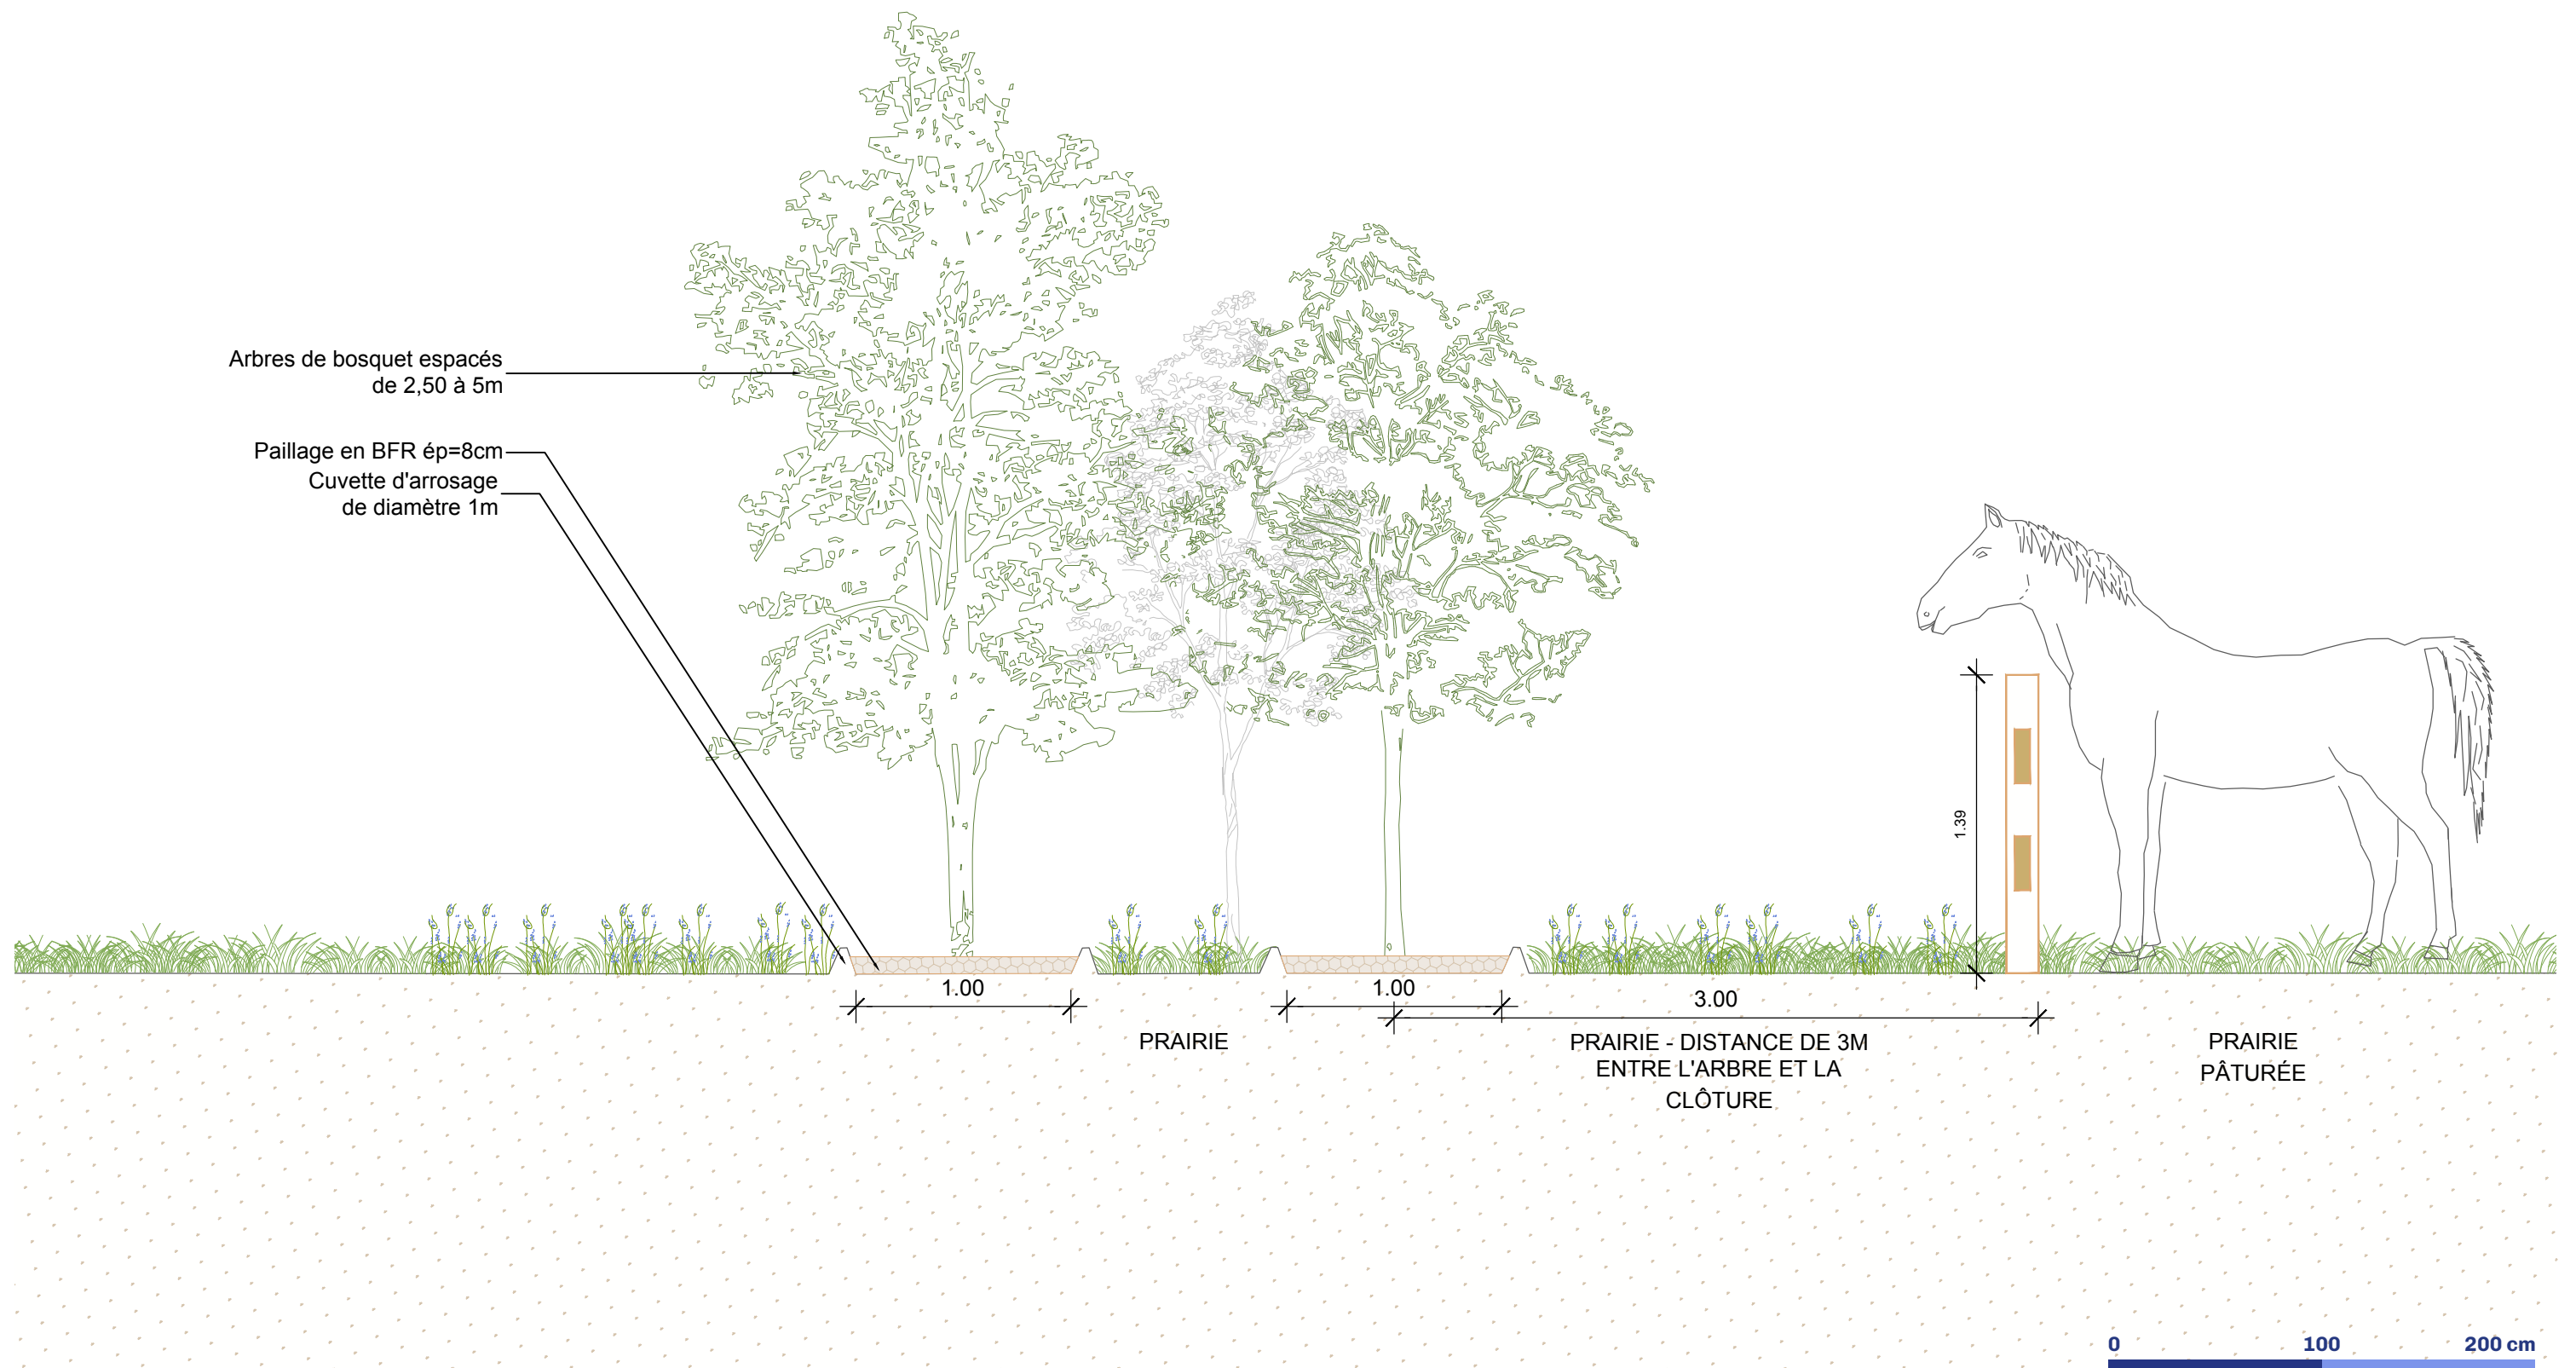 Arbres de bosquet espacés
de 2,50 à 5m
Paillage en BFR ép=8cm
Cuvette d'arrosage
de diamètre 1m
1.39
1.00
1.00
3.00
PRAIRIE
PRAIRIE - DISTANCE DE 3M
ENTRE L'ARBRE ET LA
CLÔTURE
PRAIRIE
PÂTURÉE
0 100 200 cm